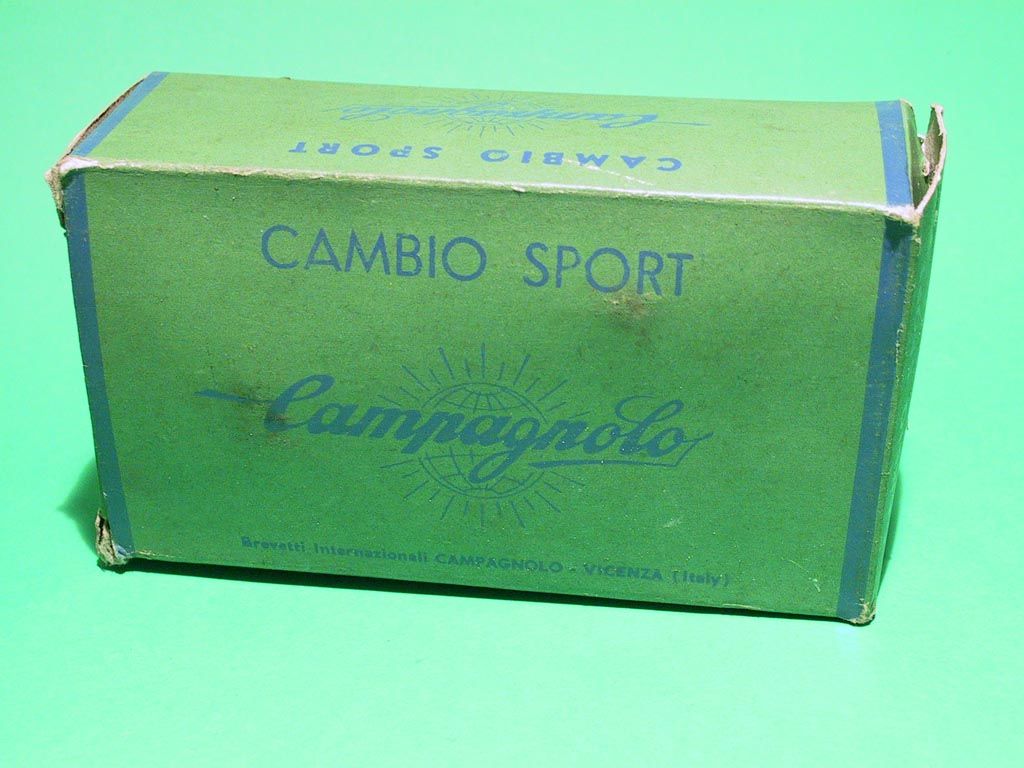 Campagnolo
CAMBIO SPORT
CAMBIO SPORT
Campagnolo
Brevetti Internazionali CAMPAGNOLO - VICENZA (Italy)